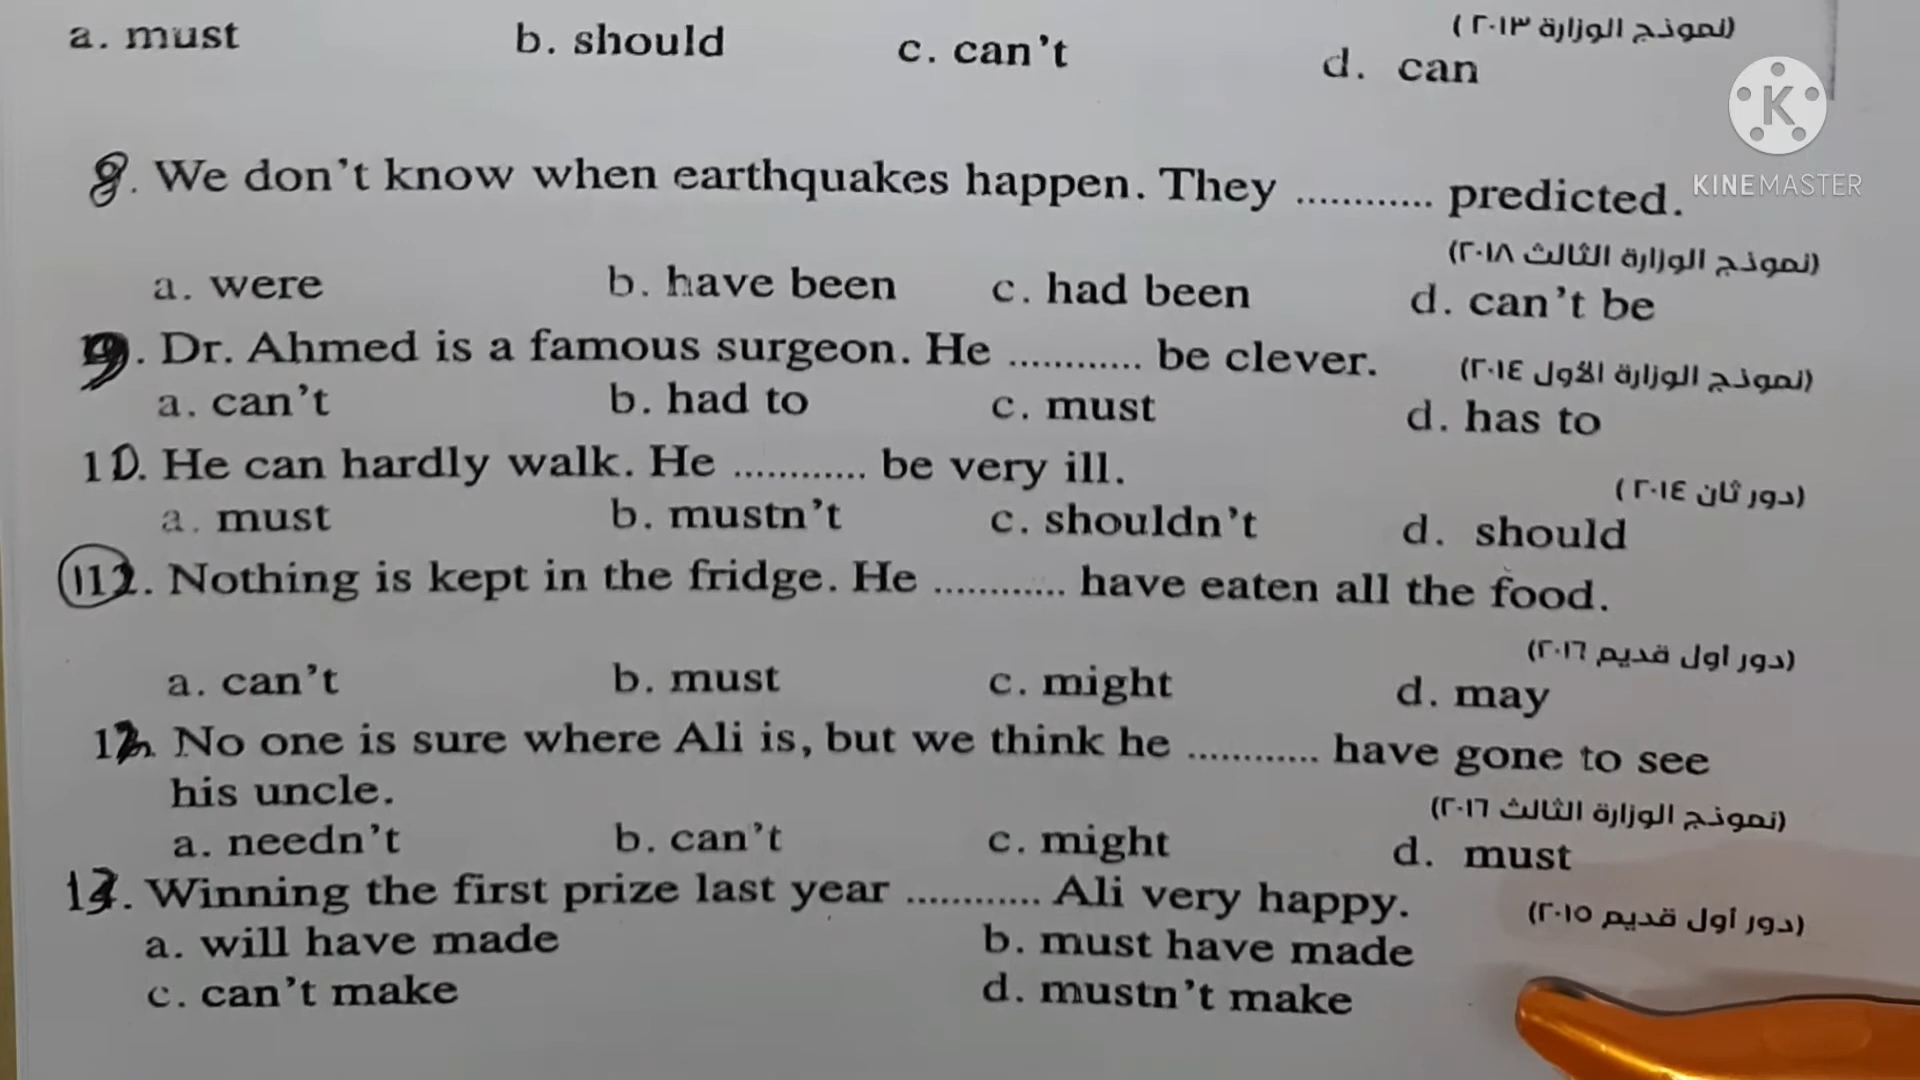 (نموذج الوزارة ٢٠١٣)
a. must b. should c. can't d. can
KINEMASTER
8. We don't know when earthquakes happen. They ............ predicted.
(نموذج الوزارة الثالث ٢٠١٨)
a. were b. have been c. had been d. can't be
9. Dr. Ahmed is a famous surgeon. He ............ be clever.
(نموذج الوزارة الأول ٢٠١٤)
a. can't b. had to c. must d. has to
10. He can hardly walk. He ............ be very ill.
(دور ثان ٢٠١٤)
a. must b. mustn't c. shouldn't d. should
112. Nothing is kept in the fridge. He ............ have eaten all the food.
(دور أول قديم ٢٠١٦)
a. can't b. must c. might d. may
12. No one is sure where Ali is, but we think he ............ have gone to see
his uncle.
(نموذج الوزارة الثالث ٢٠١٦)
a. needn't b. can't c. might d. must
13. Winning the first prize last year ............ Ali very happy.
(دور أول قديم ٢٠١٥)
a. will have made b. must have made
c. can't make d. mustn't make